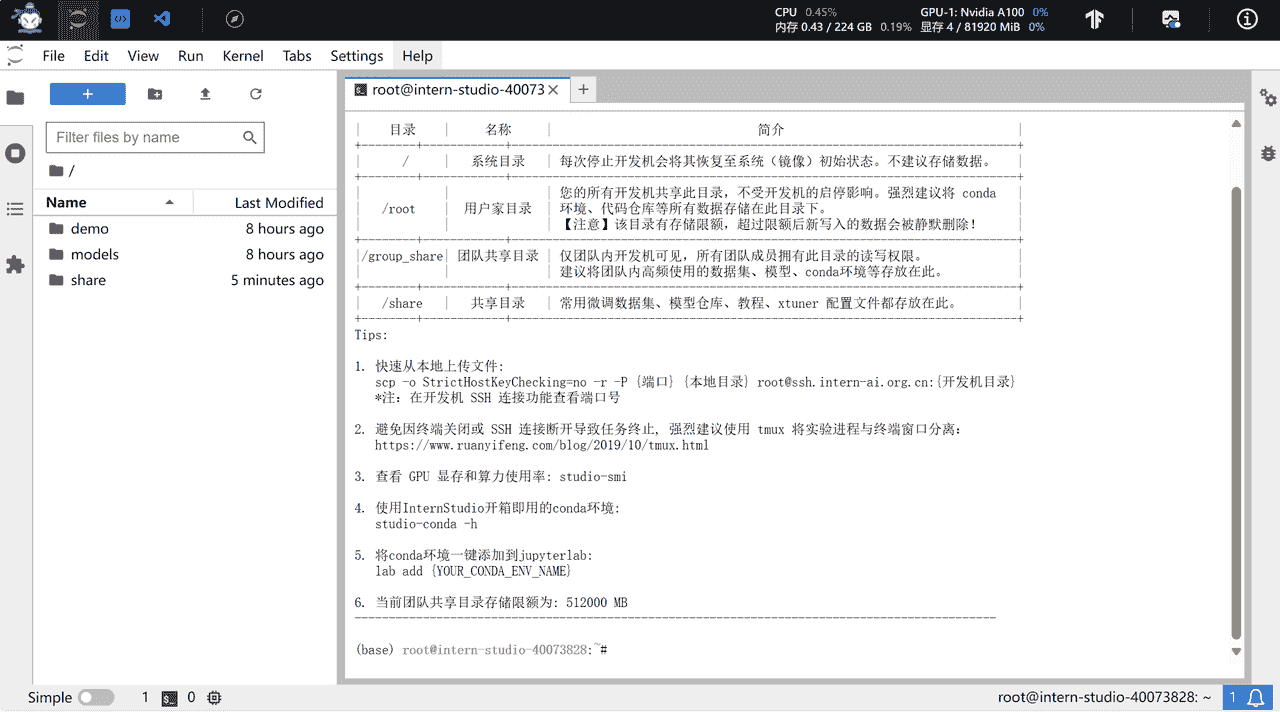 CPU 0.45%
内存 0.43 / 224 GB 0.19%
GPU-1: Nvidia A100 0%
显存 4 / 81920 MiB 0%
File Edit View Run Kernel Tabs Settings Help
+
Filter files by name
/
Name Last Modified
demo 8 hours ago
models 8 hours ago
share 5 minutes ago
root@intern-studio-40073 × +
| 目录 | 名称 | 简介 |
+--------+-----------+------------------------------------------------------------------+
| / | 系统目录 | 每次停止开发机会将其恢复至系统（镜像）初始状态。不建议存储数据。 |
+--------+-----------+------------------------------------------------------------------+
| | | 您的所有开发机共享此目录，不受开发机的启停影响。强烈建议将 conda |
| /root | 用户家目录 | 环境、代码仓库等所有数据存储在此目录下。 |
| | | 【注意】该目录有存储限额，超过限额后新写入的数据会被静默删除！ |
+--------+-----------+------------------------------------------------------------------+
|/group_share| 团队共享目录 | 仅团队内开发机可见，所有团队成员拥有此目录的读写权限。 |
| | | 建议将团队内高频使用的数据集、模型、conda环境等存放在此。 |
+--------+-----------+------------------------------------------------------------------+
| /share | 共享目录 | 常用微调数据集、模型仓库、教程、xtuner 配置文件都存放在此。 |
+--------+-----------+------------------------------------------------------------------+
Tips:
1. 快速从本地上传文件:
scp -o StrictHostKeyChecking=no -r -P {端口} {本地目录} root@ssh.intern-ai.org.cn:{开发机目录}
*注: 在开发机 SSH 连接功能查看端口号
2. 避免因终端关闭或 SSH 连接断开导致任务终止, 强烈建议使用 tmux 将实验进程与终端窗口分离:
https://www.ruanyifeng.com/blog/2019/10/tmux.html
3. 查看 GPU 显存和算力使用率: studio-smi
4. 使用InternStudio开箱即用的conda环境:
studio-conda -h
5. 将conda环境一键添加到jupyterlab:
lab add {YOUR_CONDA_ENV_NAME}
6. 当前团队共享目录存储限额为: 512000 MB
--------------------------------------------------------------------------------
(base) root@intern-studio-40073828:~#
Simple 1 $_ 0 root@intern-studio-40073828: ~ 1